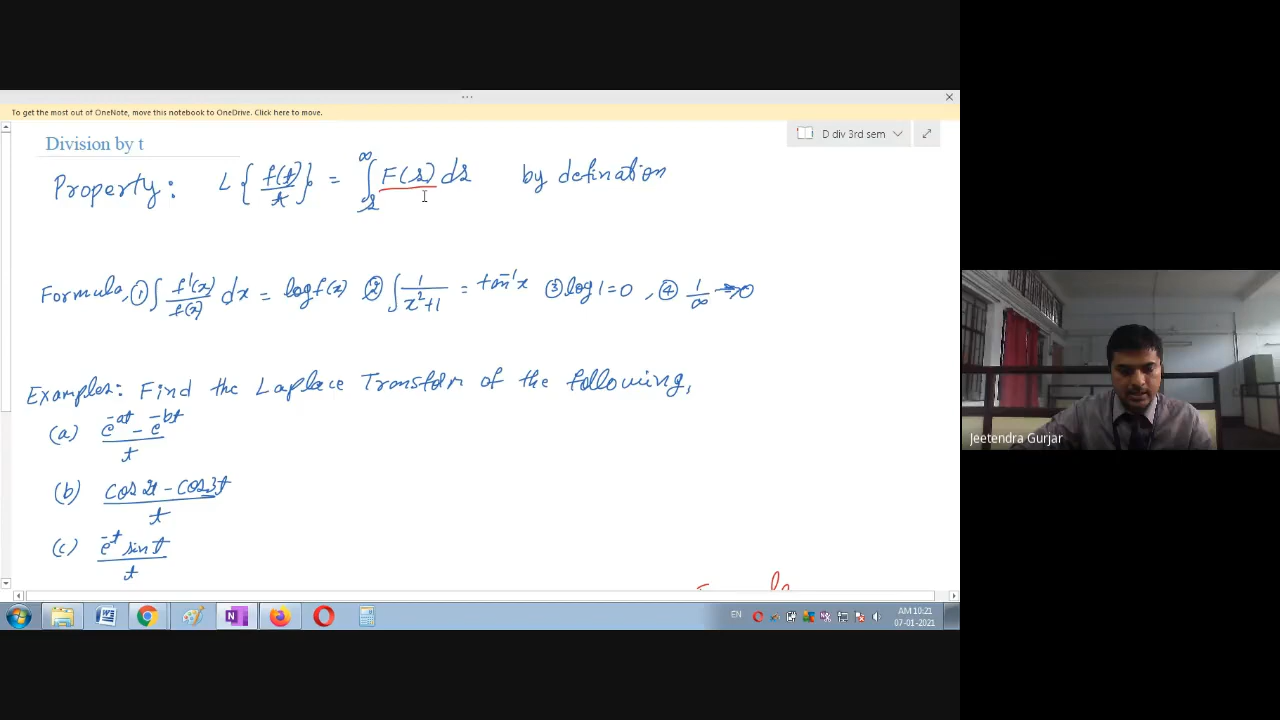 To get the most out of OneNote, move this notebook to OneDrive. Click here to move.
Division by t
D div 3rd sem
Property: L{f(t)/t} = ∫_s^∞ F(s) ds by defination
Formula, ① ∫ f'(x)/f(x) dx = log f(x) ② ∫ 1/(x²+1) = tan⁻¹x ③ log 1 = 0, ④ 1/∞ → 0
Examples: Find the Laplace Transfom of the following,
(a) (e^-at - e^-bt)/t
(b) (cos 2t - cos 3t)/t
(c) (e^-t sin t)/t
Jeetendra Gurjar
EN
AM 10:21
07-01-2021